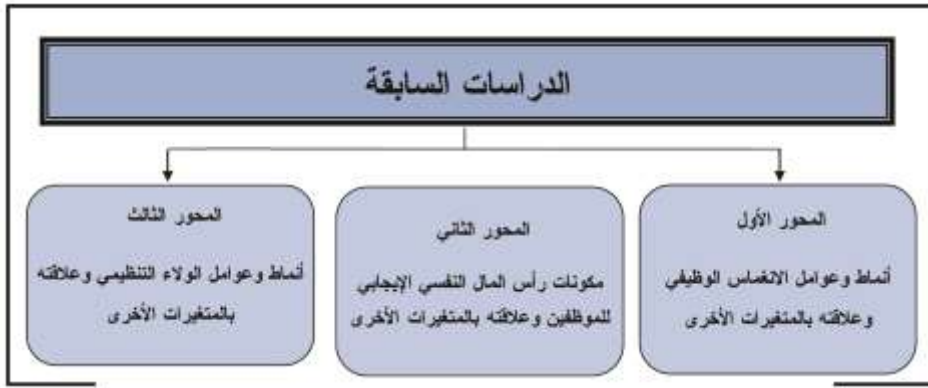 الدراسات السابقة
المحور الأول
أنماط وعوامل الانغماس الوظيفي
وعلاقته بالمتغيرات الأخرى
المحور الثاني
مكونات رأس المال النفسي الإيجابي
للموظفين وعلاقته بالمتغيرات الأخرى
المحور الثالث
أنماط وعوامل الولاء التنظيمي وعلاقته
بالمتغيرات الأخرى